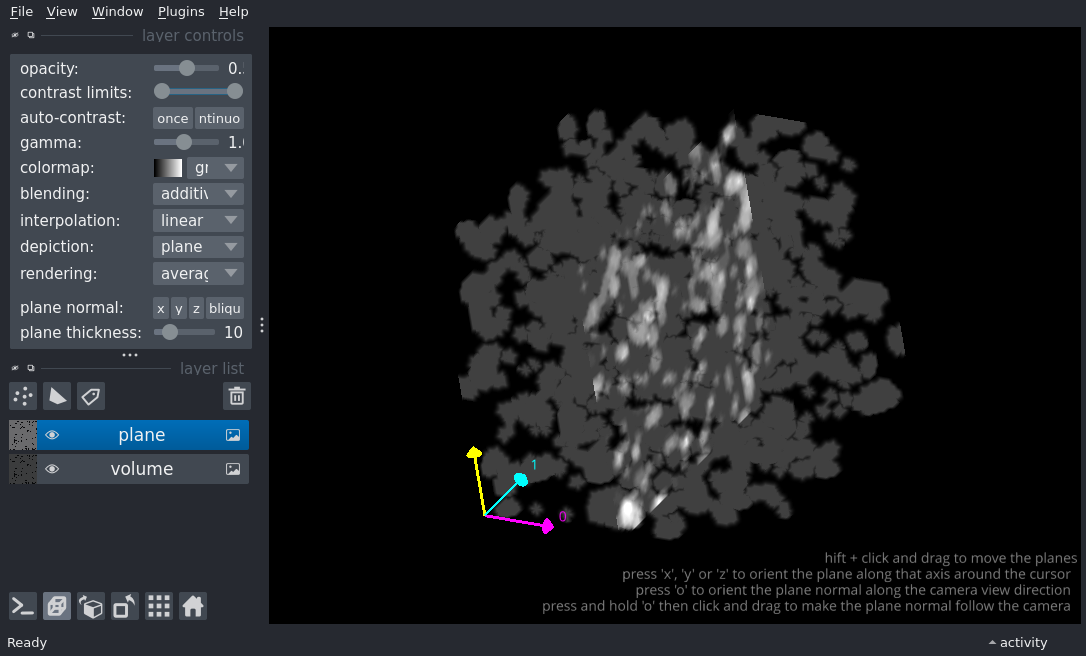 File View Window Plugins Help
layer controls
opacity: 0.
contrast limits:
auto-contrast: once ntinuo
gamma: 1.0
colormap: gr
blending: additiv
interpolation: linear
depiction: plane
rendering: averag
plane normal: x y z bliqu
plane thickness: 10
layer list
plane
volume
1
0
hift + click and drag to move the planes
press 'x', 'y' or 'z' to orient the plane along that axis around the cursor
press 'o' to orient the plane normal along the camera view direction
press and hold 'o' then click and drag to make the plane normal follow the camera
Ready
activity